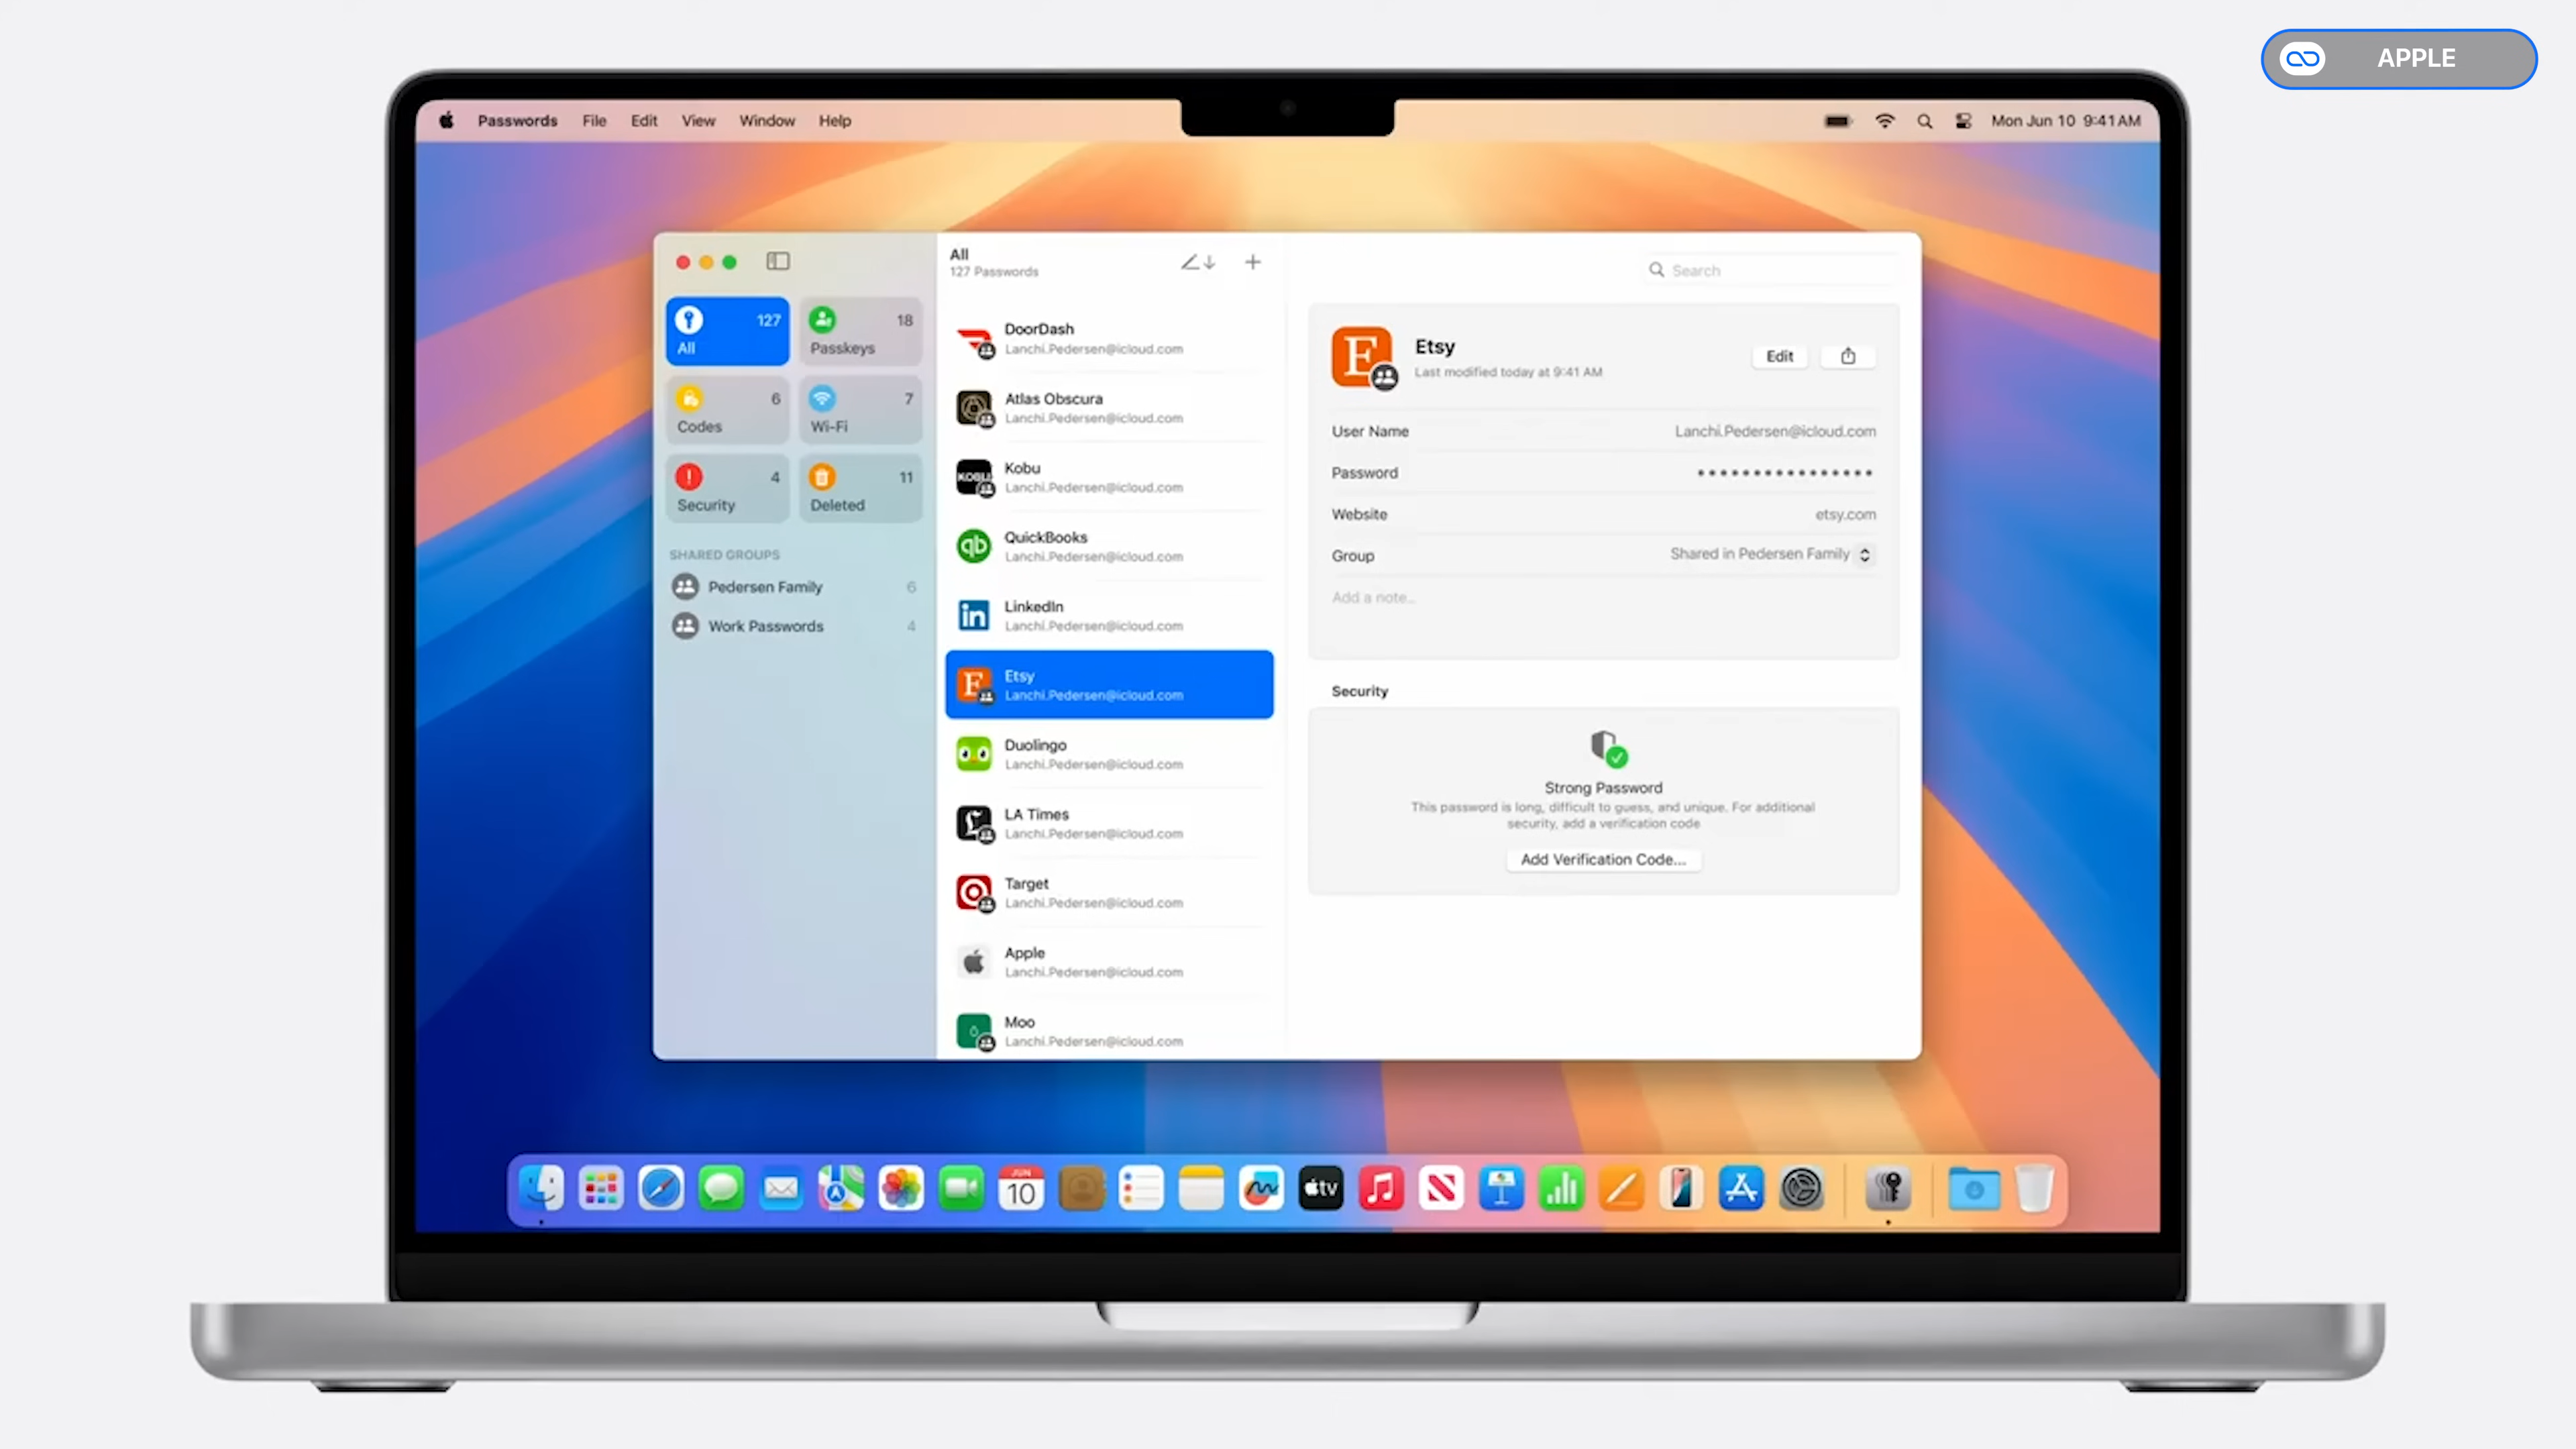 APPLE
Passwords File Edit View Window Help
Mon Jun 10 9:41 AM
All
127 Passwords
Search
127
All
18
Passkeys
6
Codes
7
Wi-Fi
4
Security
11
Deleted
SHARED GROUPS
Pedersen Family 6
Work Passwords 4
DoorDash
Lanchi.Pedersen@icloud.com
Atlas Obscura
Lanchi.Pedersen@icloud.com
KOBU
Kobu
Lanchi.Pedersen@icloud.com
qb
QuickBooks
Lanchi.Pedersen@icloud.com
in
LinkedIn
Lanchi.Pedersen@icloud.com
E
Etsy
Lanchi.Pedersen@icloud.com
Duolingo
Lanchi.Pedersen@icloud.com
LA Times
Lanchi.Pedersen@icloud.com
Target
Lanchi.Pedersen@icloud.com
Apple
Lanchi.Pedersen@icloud.com
Moo
Lanchi.Pedersen@icloud.com
E
Etsy
Last modified today at 9:41 AM
Edit
User Name Lanchi.Pedersen@icloud.com
Password ••••••••••••••••
Website etsy.com
Group Shared in Pedersen Family
Add a note...
Security
Strong Password
This password is long, difficult to guess, and unique. For additional
security, add a verification code
Add Verification Code...
JUN
10
tv